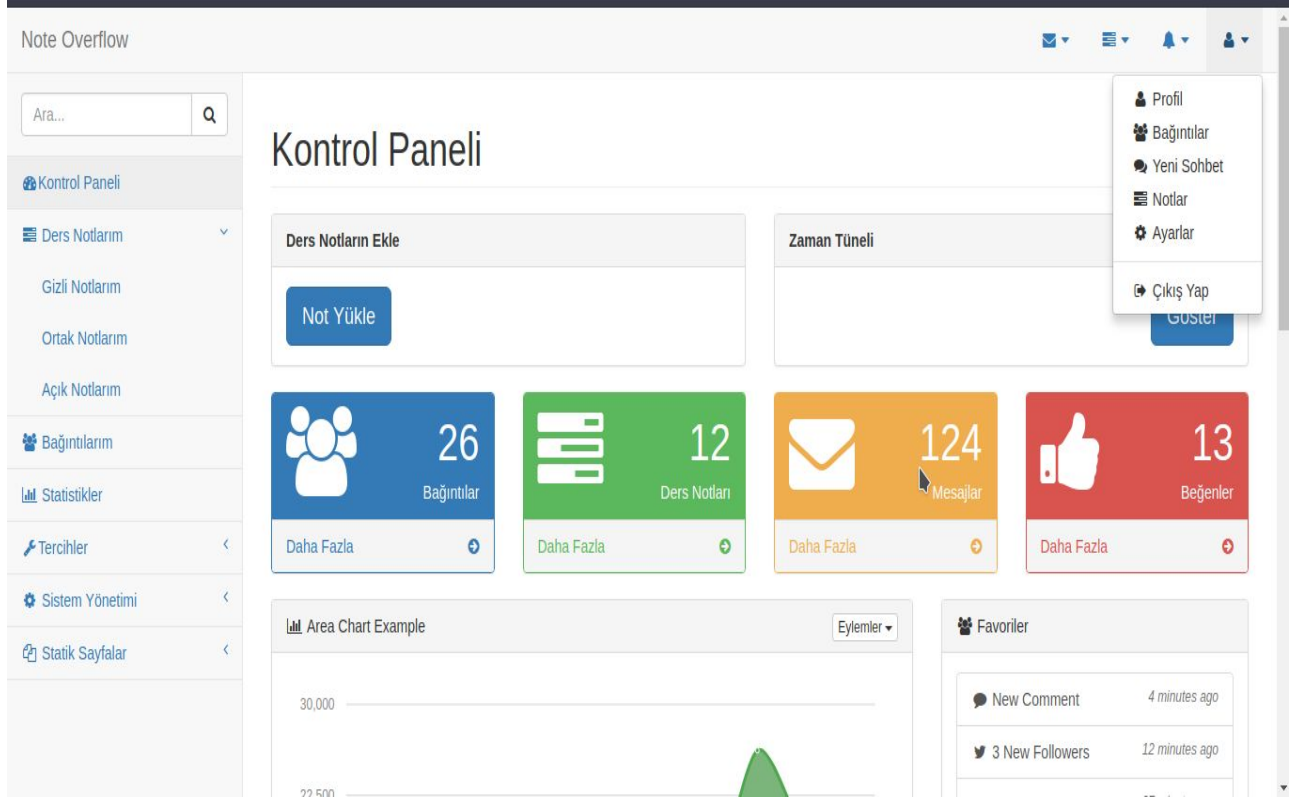 Note Overflow
Ara...
Kontrol Paneli
Ders Notlarım
Gizli Notlarım
Ortak Notlarım
Açık Notlarım
Bağıntılarım
Statistikler
Tercihler
Sistem Yönetimi
Statik Sayfalar
Profil
Bağıntılar
Yeni Sohbet
Notlar
Ayarlar
Çıkış Yap
Kontrol Paneli
Ders Notların Ekle
Not Yükle
Zaman Tüneli
Göster
26
Bağıntılar
Daha Fazla
12
Ders Notları
Daha Fazla
124
Mesajlar
Daha Fazla
13
Beğenler
Daha Fazla
Area Chart Example
Eylemler
30,000
22,500
Favoriler
New Comment 4 minutes ago
3 New Followers 12 minutes ago